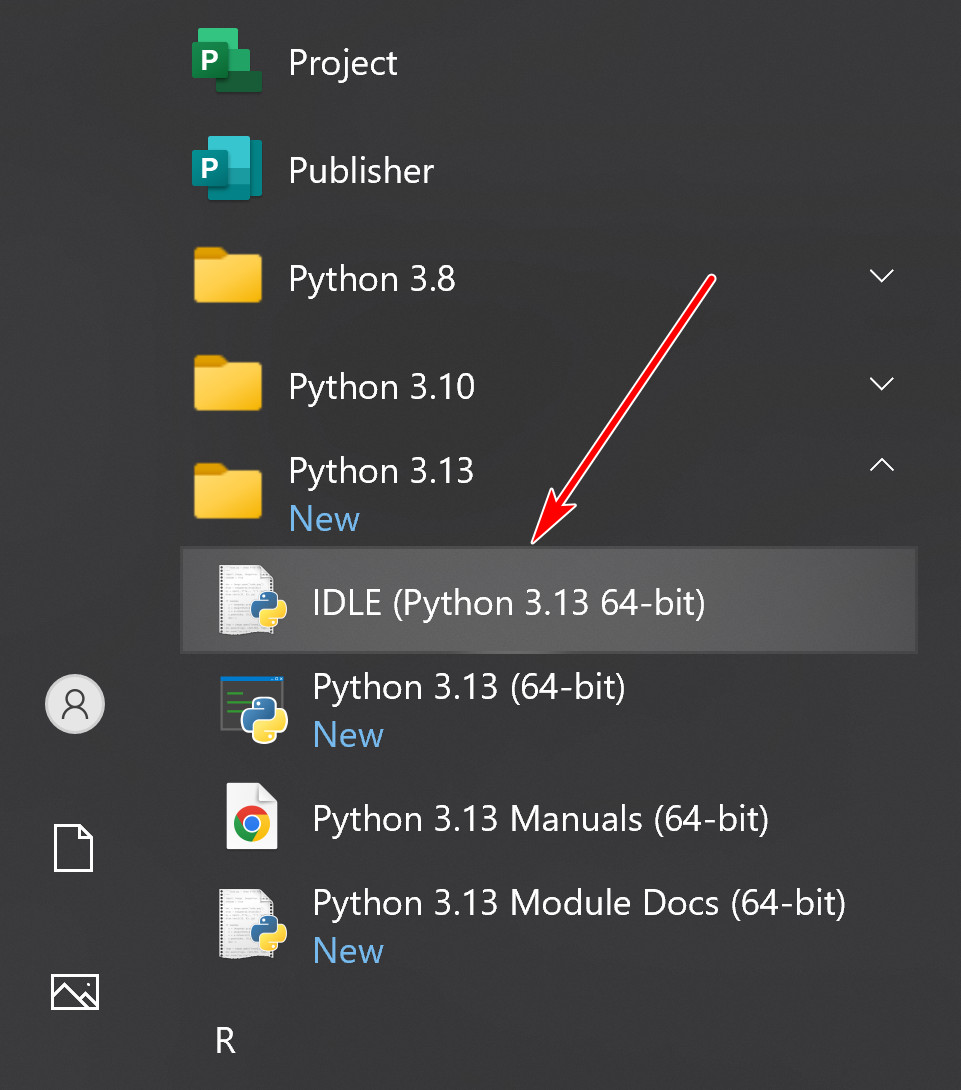 P Project
P Publisher
Python 3.8
Python 3.10
Python 3.13
New
IDLE (Python 3.13 64-bit)
Python 3.13 (64-bit)
New
Python 3.13 Manuals (64-bit)
Python 3.13 Module Docs (64-bit)
New
R